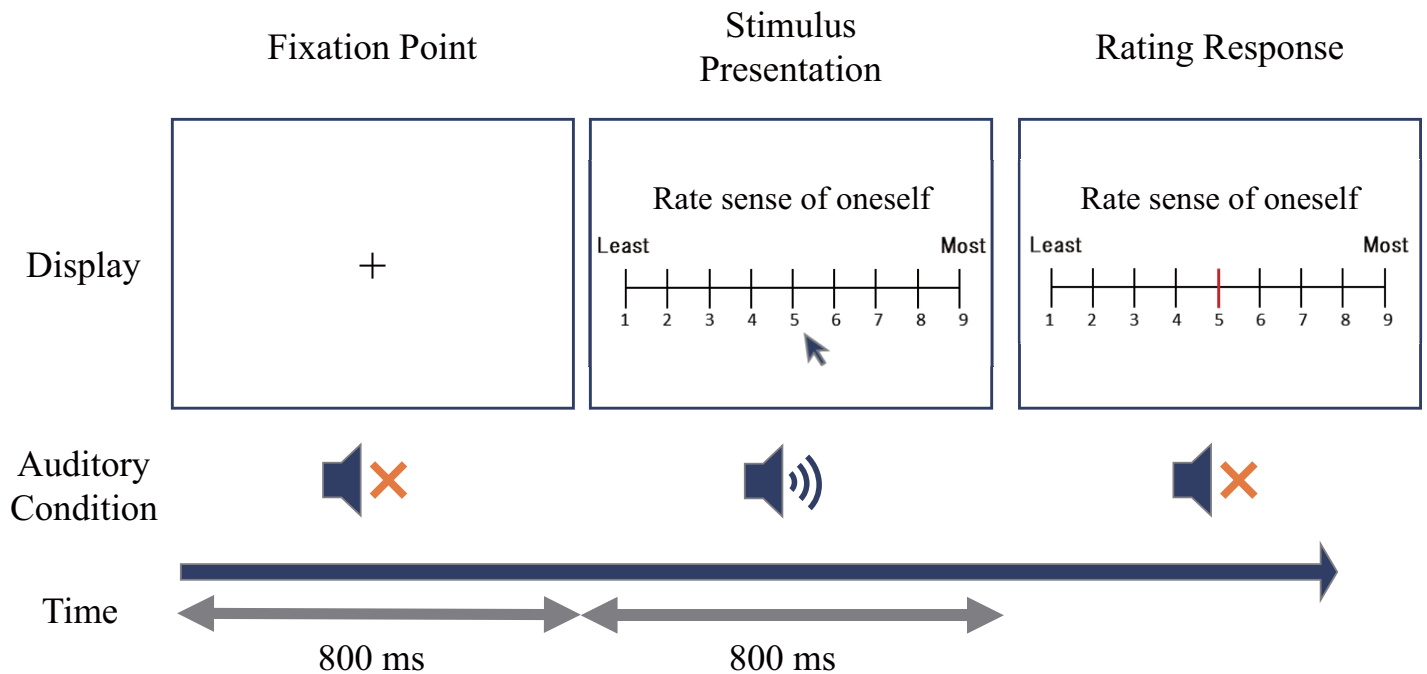 Fixation Point
Stimulus
Presentation
Rating Response
Display
+
Rate sense of oneself
Least Most
1 2 3 4 5 6 7 8 9
Rate sense of oneself
Least Most
1 2 3 4 5 6 7 8 9
Auditory
Condition
Time
800 ms
800 ms